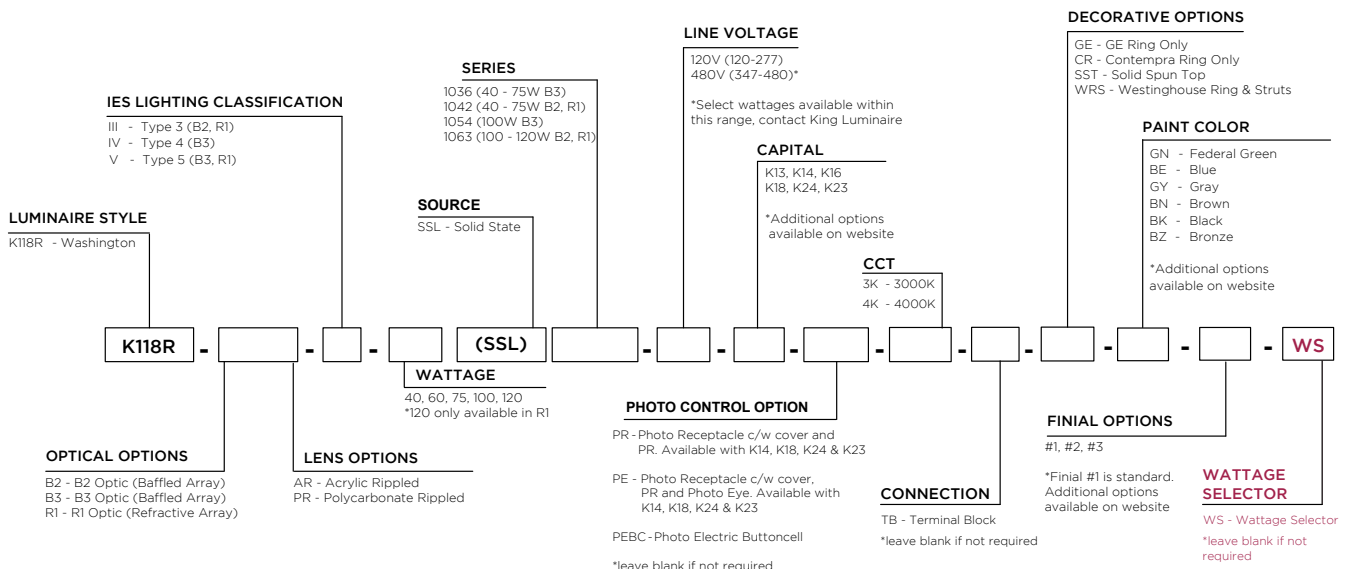 DECORATIVE OPTIONS
GE - GE Ring Only
CR - Contempra Ring Only
SST - Solid Spun Top
WRS - Westinghouse Ring & Struts
LINE VOLTAGE
120V (120-277)
480V (347-480)*
*Select wattages available within
this range, contact King Luminaire
SERIES
1036 (40 - 75W B3)
1042 (40 - 75W B2, R1)
1054 (100W B3)
1063 (100 - 120W B2, R1)
IES LIGHTING CLASSIFICATION
III - Type 3 (B2, R1)
IV - Type 4 (B3)
V - Type 5 (B3, R1)
PAINT COLOR
GN - Federal Green
BE - Blue
GY - Gray
BN - Brown
BK - Black
BZ - Bronze
*Additional options
available on website
CAPITAL
K13, K14, K16
K18, K24, K23
*Additional options
available on website
SOURCE
SSL - Solid State
LUMINAIRE STYLE
K118R - Washington
CCT
3K - 3000K
4K - 4000K
K118R - - - (SSL) - - - - - - - - - WS
WATTAGE
40, 60, 75, 100, 120
*120 only available in R1
PHOTO CONTROL OPTION
PR - Photo Receptacle c/w cover and
PR. Available with K14, K18, K24 & K23
PE - Photo Receptacle c/w cover,
PR and Photo Eye. Available with
K14, K18, K24 & K23
PEBC - Photo Electric Buttoncell
*leave blank if not required
FINIAL OPTIONS
#1, #2, #3
*Finial #1 is standard.
Additional options
available on website
OPTICAL OPTIONS
B2 - B2 Optic (Baffled Array)
B3 - B3 Optic (Baffled Array)
R1 - R1 Optic (Refractive Array)
LENS OPTIONS
AR - Acrylic Rippled
PR - Polycarbonate Rippled
CONNECTION
TB - Terminal Block
*leave blank if not required
WATTAGE
SELECTOR
WS - Wattage Selector
*leave blank if not
required